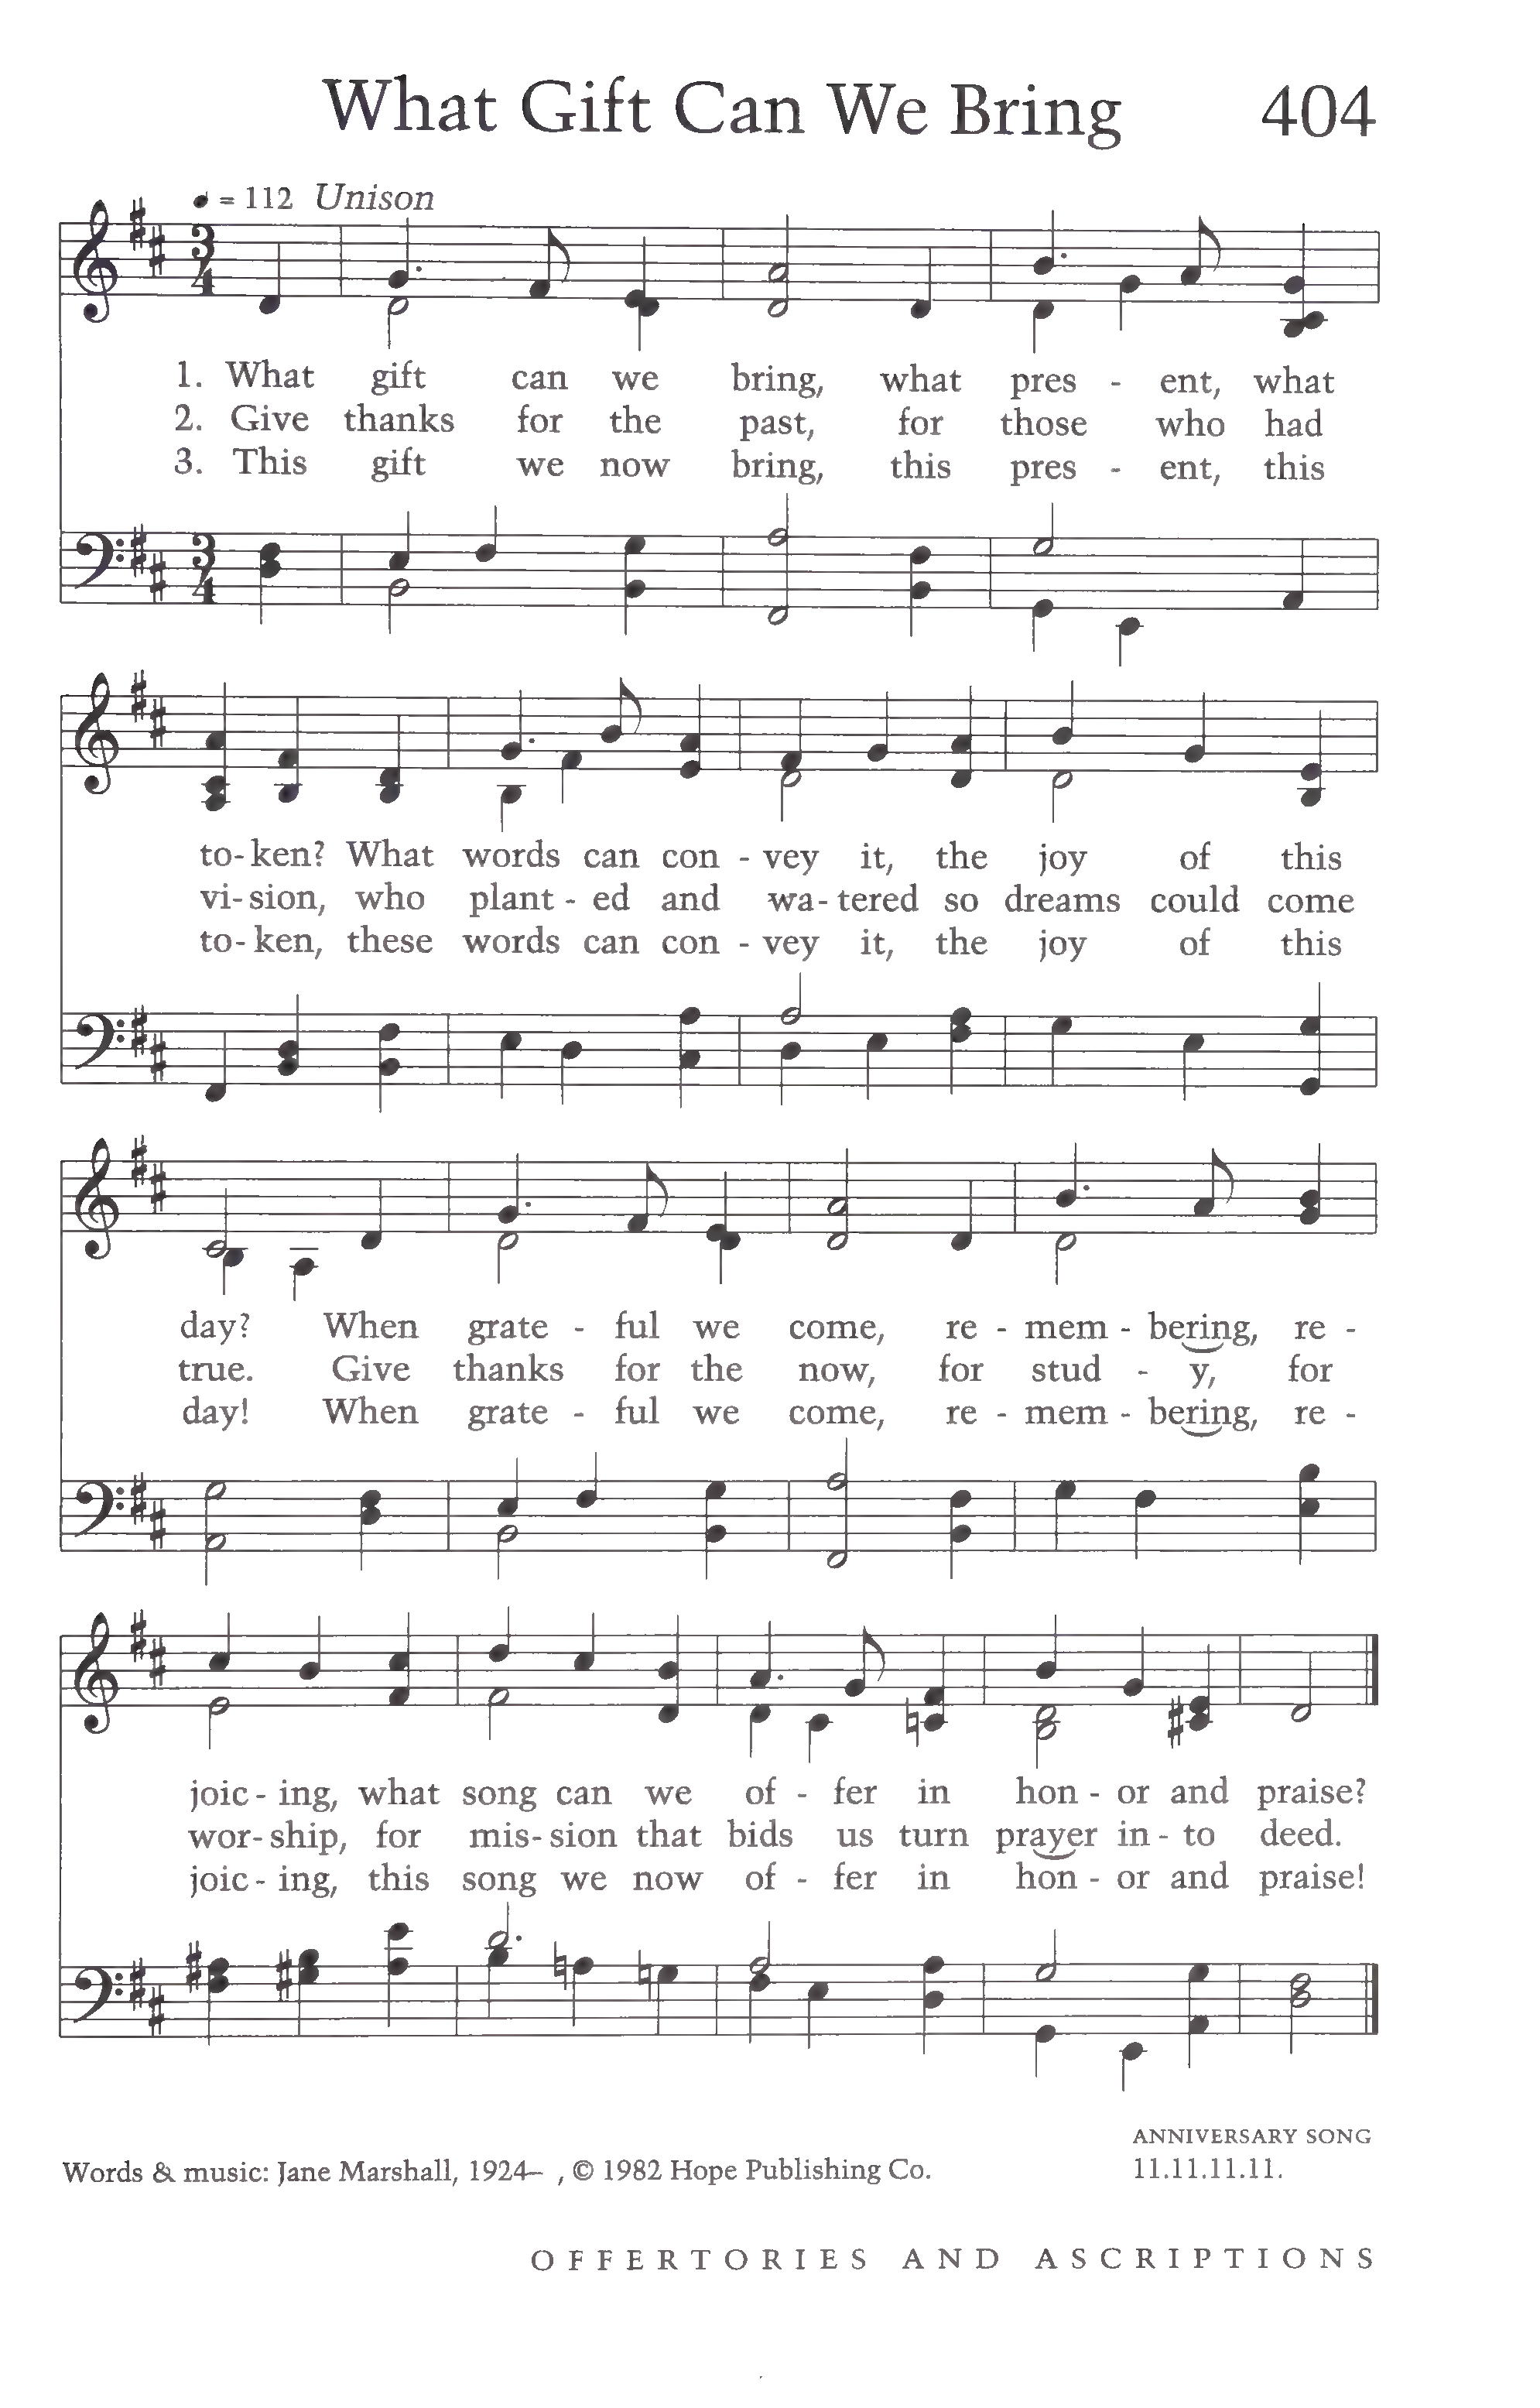 What Gift Can We Bring 404
♩ = 112 Unison
1. What gift can we bring, what pres - ent, what
2. Give thanks for the past, for those who had
3. This gift we now bring, this pres - ent, this
to-ken? What words can con - vey it, the joy of this
vi-sion, who plant - ed and wa-tered so dreams could come
to-ken, these words can con - vey it, the joy of this
day? When grate - ful we come, re - mem - bering, re -
true. Give thanks for the now, for stud - y, for
day! When grate - ful we come, re - mem - bering, re -
joic - ing, what song can we of - fer in hon - or and praise?
wor-ship, for mis-sion that bids us turn prayer in - to deed.
joic - ing, this song we now of - fer in hon - or and praise!
ANNIVERSARY SONG
Words & music: Jane Marshall, 1924– , © 1982 Hope Publishing Co. 11.11.11.11.
OFFERTORIES AND ASCRIPTIONS